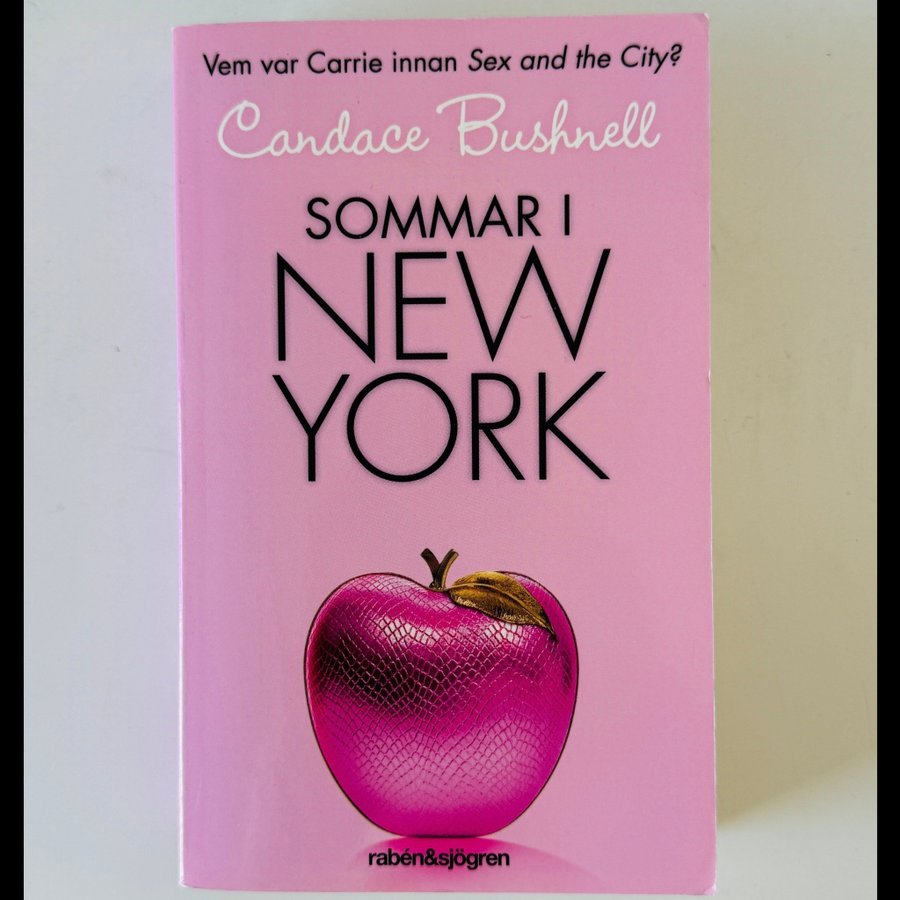 Vem var Carrie innan Sex and the City?
Candace Bushnell
SOMMAR I
NEW
YORK
rabén&sjögren